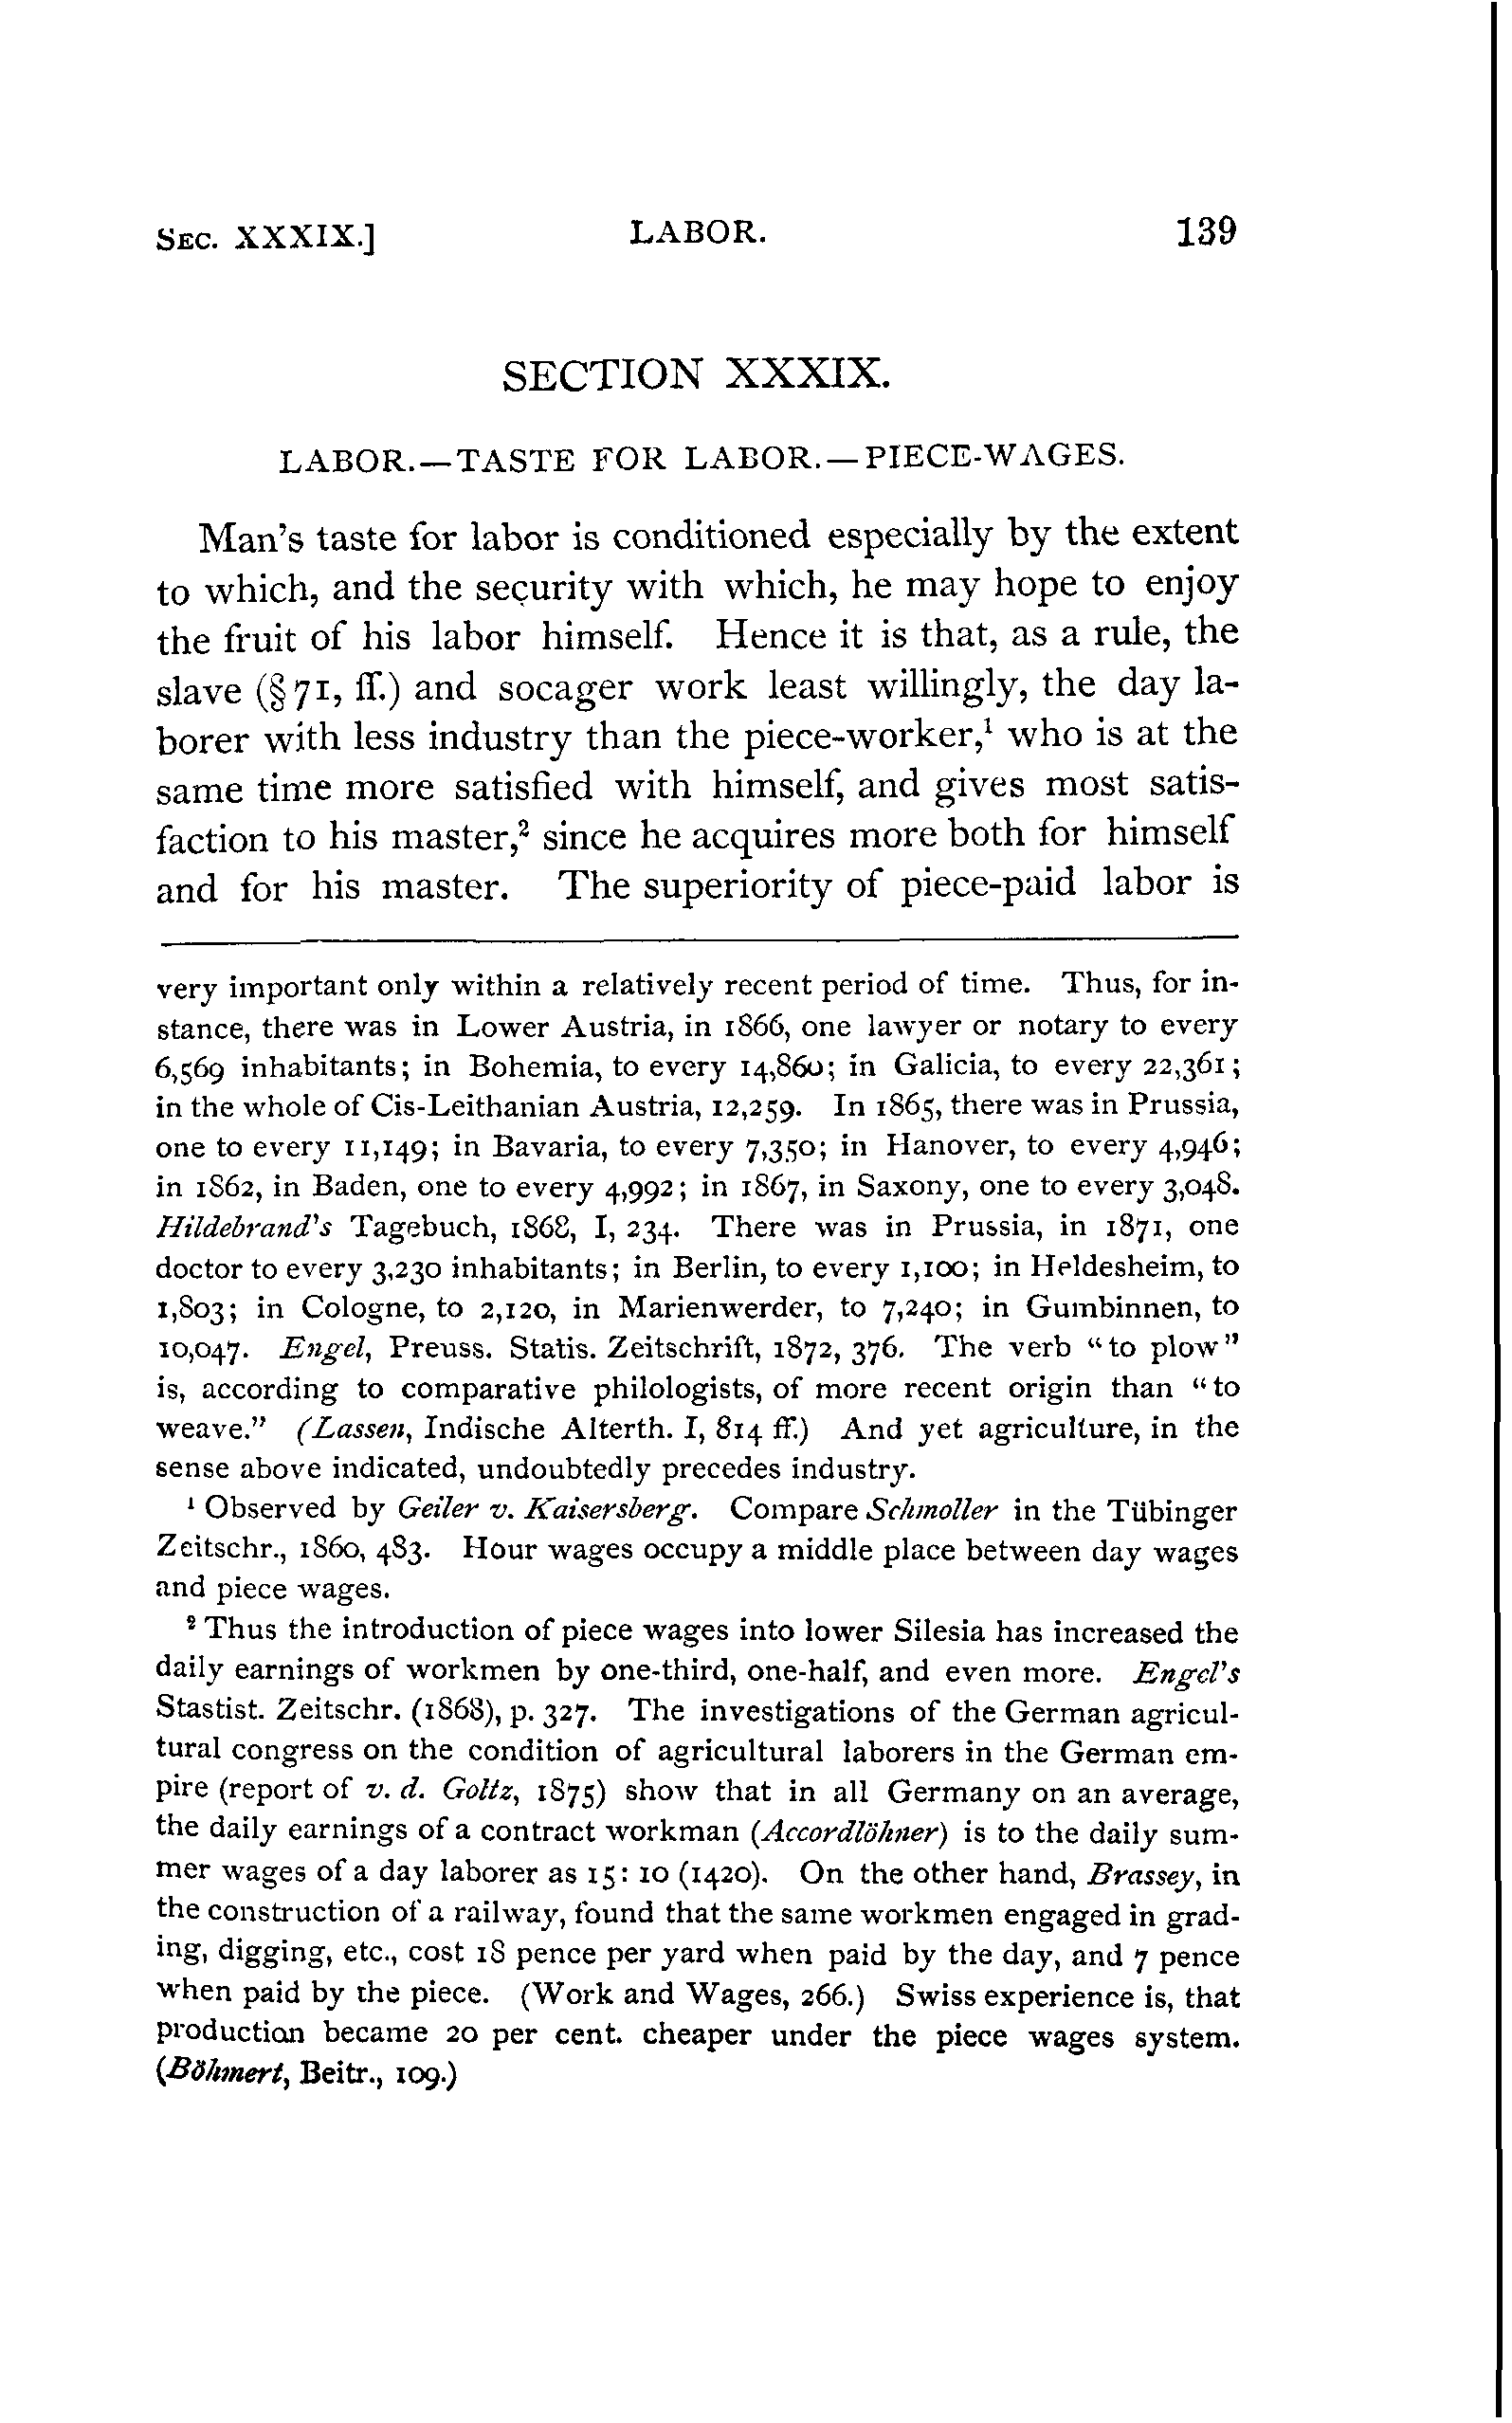 SEC. XXXIX.] LABOR. 139
SECTION XXXIX.
LABOR.—TASTE FOR LABOR.—PIECE-WAGES.
Man's taste for labor is conditioned especially by the extent
to which, and the security with which, he may hope to enjoy
the fruit of his labor himself. Hence it is that, as a rule, the
slave (§ 71, ff.) and socager work least willingly, the day la-
borer with less industry than the piece-worker,¹ who is at the
same time more satisfied with himself, and gives most satis-
faction to his master,² since he acquires more both for himself
and for his master. The superiority of piece-paid labor is
very important only within a relatively recent period of time. Thus, for in-
stance, there was in Lower Austria, in 1866, one lawyer or notary to every
6,569 inhabitants; in Bohemia, to every 14,860; in Galicia, to every 22,361;
in the whole of Cis-Leithanian Austria, 12,259. In 1865, there was in Prussia,
one to every 11,149; in Bavaria, to every 7,350; in Hanover, to every 4,946;
in 1862, in Baden, one to every 4,992; in 1867, in Saxony, one to every 3,048.
Hildebrand's Tagebuch, 1868, I, 234. There was in Prussia, in 1871, one
doctor to every 3,230 inhabitants; in Berlin, to every 1,100; in Heldesheim, to
1,803; in Cologne, to 2,120, in Marienwerder, to 7,240; in Gumbinnen, to
10,047. Engel, Preuss. Statis. Zeitschrift, 1872, 376. The verb "to plow"
is, according to comparative philologists, of more recent origin than "to
weave." (Lassen, Indische Alterth. I, 814 ff.) And yet agriculture, in the
sense above indicated, undoubtedly precedes industry.
¹ Observed by Geiler v. Kaisersberg. Compare Schmoller in the Tübinger
Zeitschr., 1860, 483. Hour wages occupy a middle place between day wages
and piece wages.
² Thus the introduction of piece wages into lower Silesia has increased the
daily earnings of workmen by one-third, one-half, and even more. Engel's
Stastist. Zeitschr. (1868), p. 327. The investigations of the German agricul-
tural congress on the condition of agricultural laborers in the German em-
pire (report of v. d. Goltz, 1875) show that in all Germany on an average,
the daily earnings of a contract workman (Accordlöhner) is to the daily sum-
mer wages of a day laborer as 15: 10 (1420). On the other hand, Brassey, in
the construction of a railway, found that the same workmen engaged in grad-
ing, digging, etc., cost 18 pence per yard when paid by the day, and 7 pence
when paid by the piece. (Work and Wages, 266.) Swiss experience is, that
production became 20 per cent. cheaper under the piece wages system.
(Böhmert, Beitr., 109.)